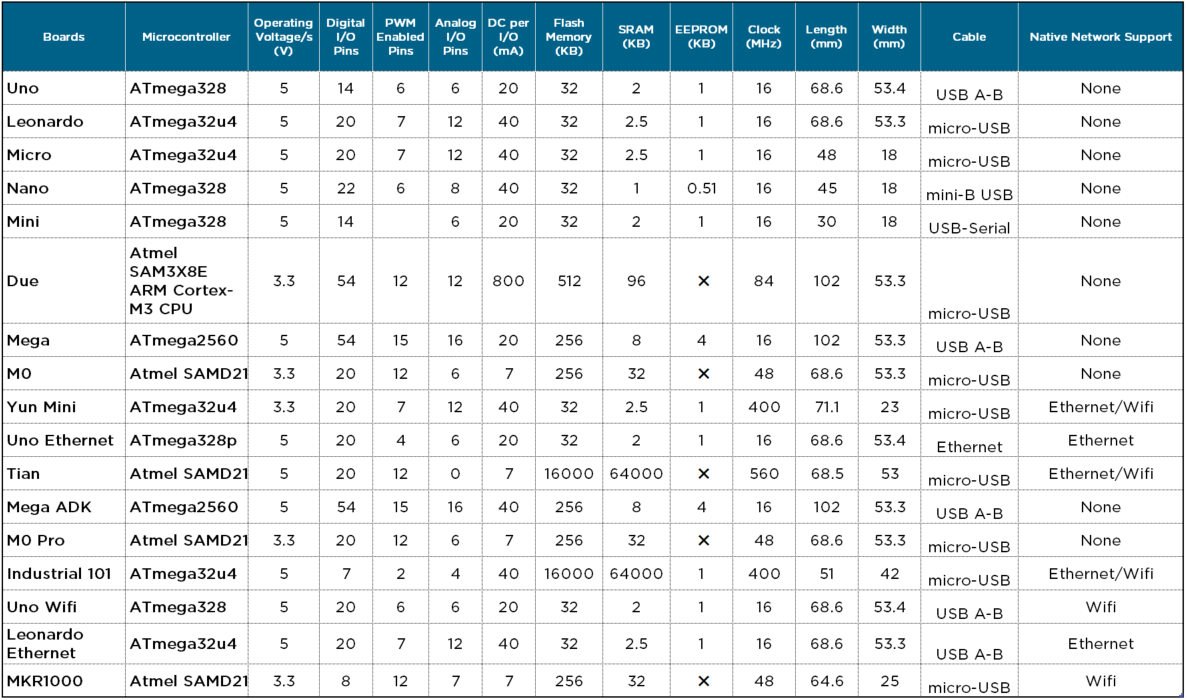 Boards Microcontroller Operating Voltage/s (V) Digital I/O Pins PWM Enabled Pins Analog I/O Pins DC per I/O (mA) Flash Memory (KB) SRAM (KB) EEPROM (KB) Clock (MHz) Length (mm) Width (mm) Cable Native Network Support
Uno ATmega328 5 14 6 6 20 32 2 1 16 68.6 53.4 USB A-B None
Leonardo ATmega32u4 5 20 7 12 40 32 2.5 1 16 68.6 53.3 micro-USB None
Micro ATmega32u4 5 20 7 12 40 32 2.5 1 16 48 18 micro-USB None
Nano ATmega328 5 22 6 8 40 32 1 0.51 16 45 18 mini-B USB None
Mini ATmega328 5 14 6 20 32 2 1 16 30 18 USB-Serial None
Due Atmel SAM3X8E ARM Cortex-M3 CPU 3.3 54 12 12 800 512 96 ✕ 84 102 53.3 micro-USB None
Mega ATmega2560 5 54 15 16 20 256 8 4 16 102 53.3 USB A-B None
M0 Atmel SAMD21 3.3 20 12 6 7 256 32 ✕ 48 68.6 53.3 micro-USB None
Yun Mini ATmega32u4 3.3 20 7 12 40 32 2.5 1 400 71.1 23 micro-USB Ethernet/Wifi
Uno Ethernet ATmega328p 5 20 4 6 20 32 2 1 16 68.6 53.4 Ethernet Ethernet
Tian Atmel SAMD21 5 20 12 0 7 16000 64000 ✕ 560 68.5 53 micro-USB Ethernet/Wifi
Mega ADK ATmega2560 5 54 15 16 40 256 8 4 16 102 53.3 USB A-B None
M0 Pro Atmel SAMD21 3.3 20 12 6 7 256 32 ✕ 48 68.6 53.3 micro-USB None
Industrial 101 ATmega32u4 5 7 2 4 40 16000 64000 1 400 51 42 micro-USB Ethernet/Wifi
Uno Wifi ATmega328 5 20 6 6 20 32 2 1 16 68.6 53.4 USB A-B Wifi
Leonardo Ethernet ATmega32u4 5 20 7 12 40 32 2.5 1 16 68.6 53.3 USB A-B Ethernet
MKR1000 Atmel SAMD21 3.3 8 12 7 7 256 32 ✕ 48 64.6 25 micro-USB Wifi